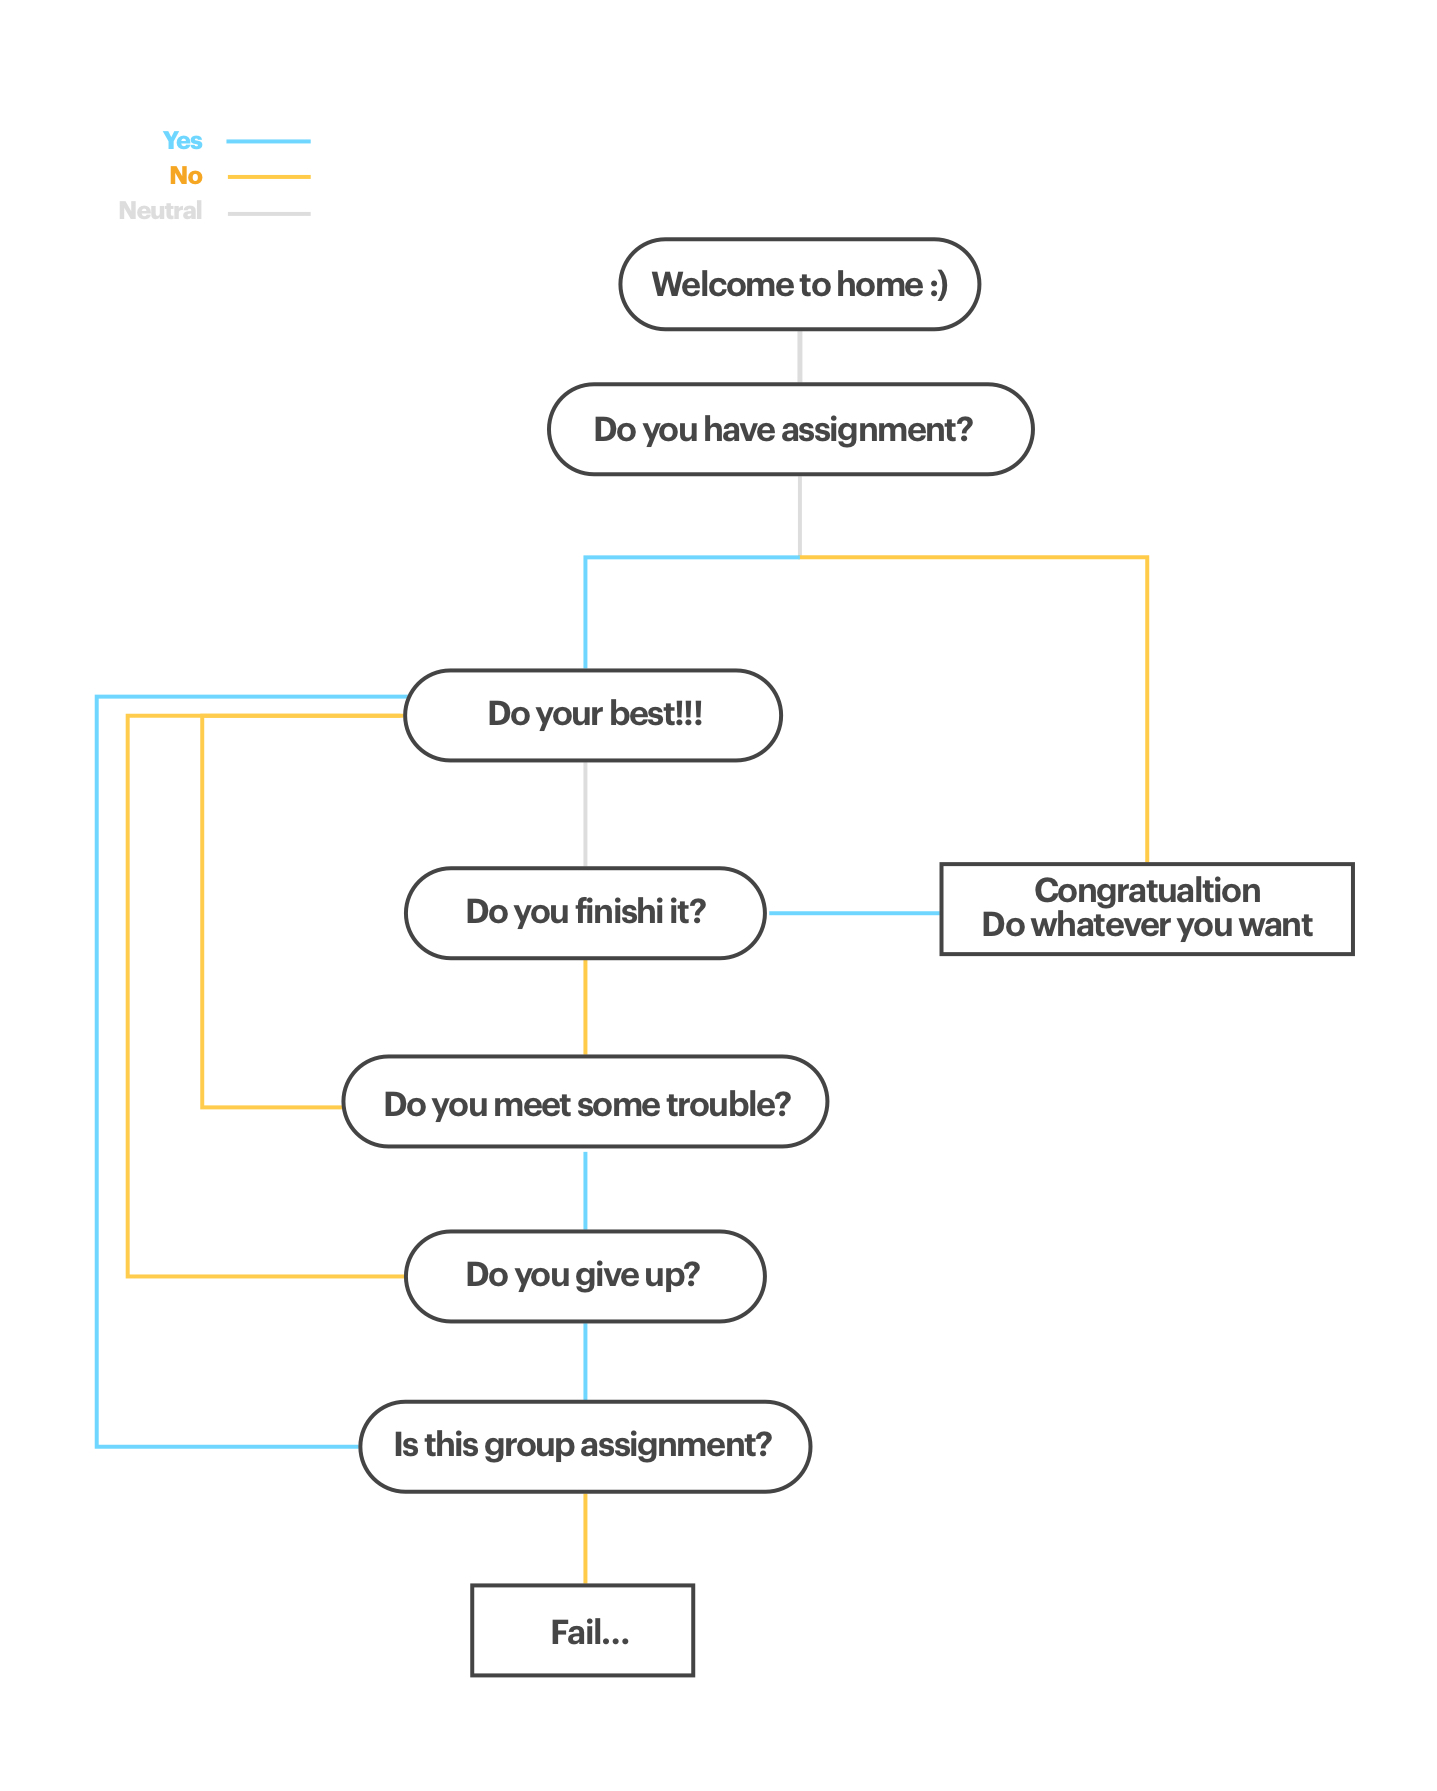 Yes
No
Neutral
Welcome to home :)
Do you have assignment?
Do your best!!!
Do you finishi it?
Congratualtion
Do whatever you want
Do you meet some trouble?
Do you give up?
Is this group assignment?
Fail...